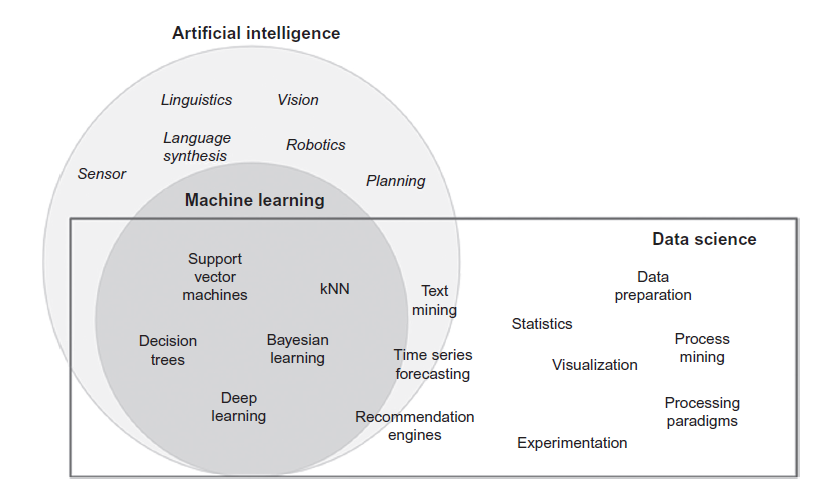 Artificial intelligence
Linguistics
Vision
Language
synthesis
Robotics
Sensor
Planning
Machine learning
Data science
Support
vector
machines
kNN
Text
mining
Data
preparation
Statistics
Decision
trees
Bayesian
learning
Time series
forecasting
Visualization
Process
mining
Deep
learning
Recommendation
engines
Experimentation
Processing
paradigms